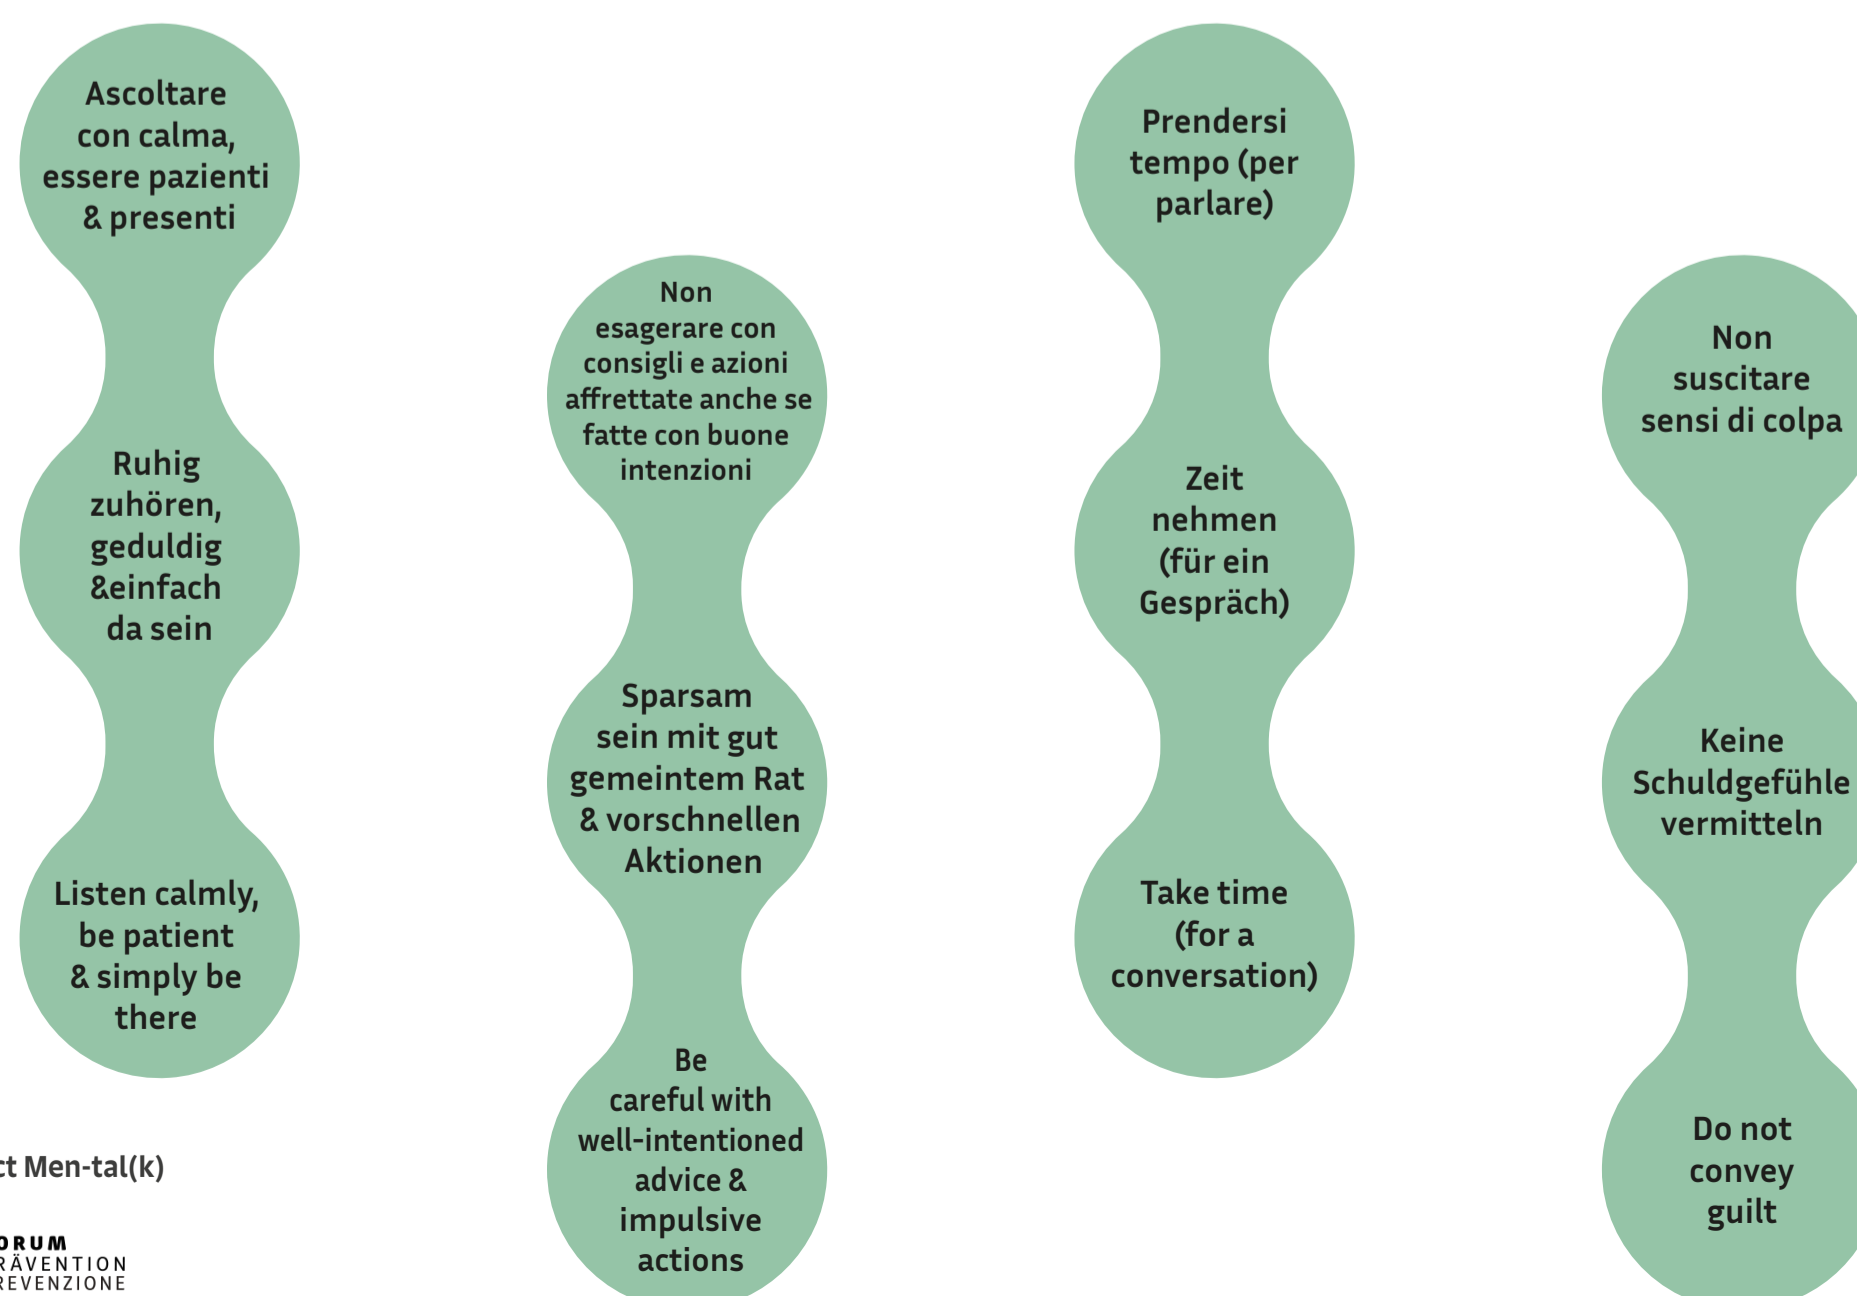 Ascoltare
con calma,
essere pazienti
& presenti
Ruhig
zuhören,
geduldig
&einfach
da sein
Listen calmly,
be patient
& simply be
there
Non
esagerare con
consigli e azioni
affrettate anche se
fatte con buone
intenzioni
Sparsam
sein mit gut
gemeintem Rat
& vorschnellen
Aktionen
Be
careful with
well-intentioned
advice &
impulsive
actions
Prendersi
tempo (per
parlare)
Zeit
nehmen
(für ein
Gespräch)
Take time
(for a
conversation)
Non
suscitare
sensi di colpa
Keine
Schuldgefühle
vermitteln
Do not
convey
guilt
ct Men-tal(k)
ORUM
RÄVENTION
REVENZIONE